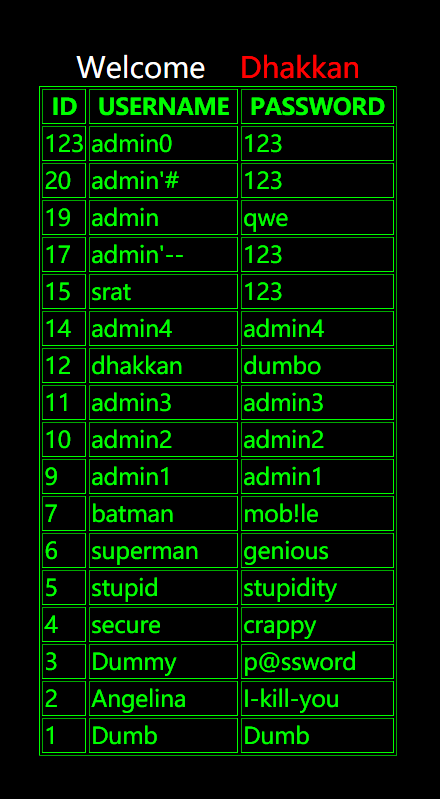 Welcome Dhakkan
ID USERNAME PASSWORD
123 admin0 123
20 admin'# 123
19 admin qwe
17 admin'-- 123
15 srat 123
14 admin4 admin4
12 dhakkan dumbo
11 admin3 admin3
10 admin2 admin2
9 admin1 admin1
7 batman mob!le
6 superman genious
5 stupid stupidity
4 secure crappy
3 Dummy p@ssword
2 Angelina I-kill-you
1 Dumb Dumb